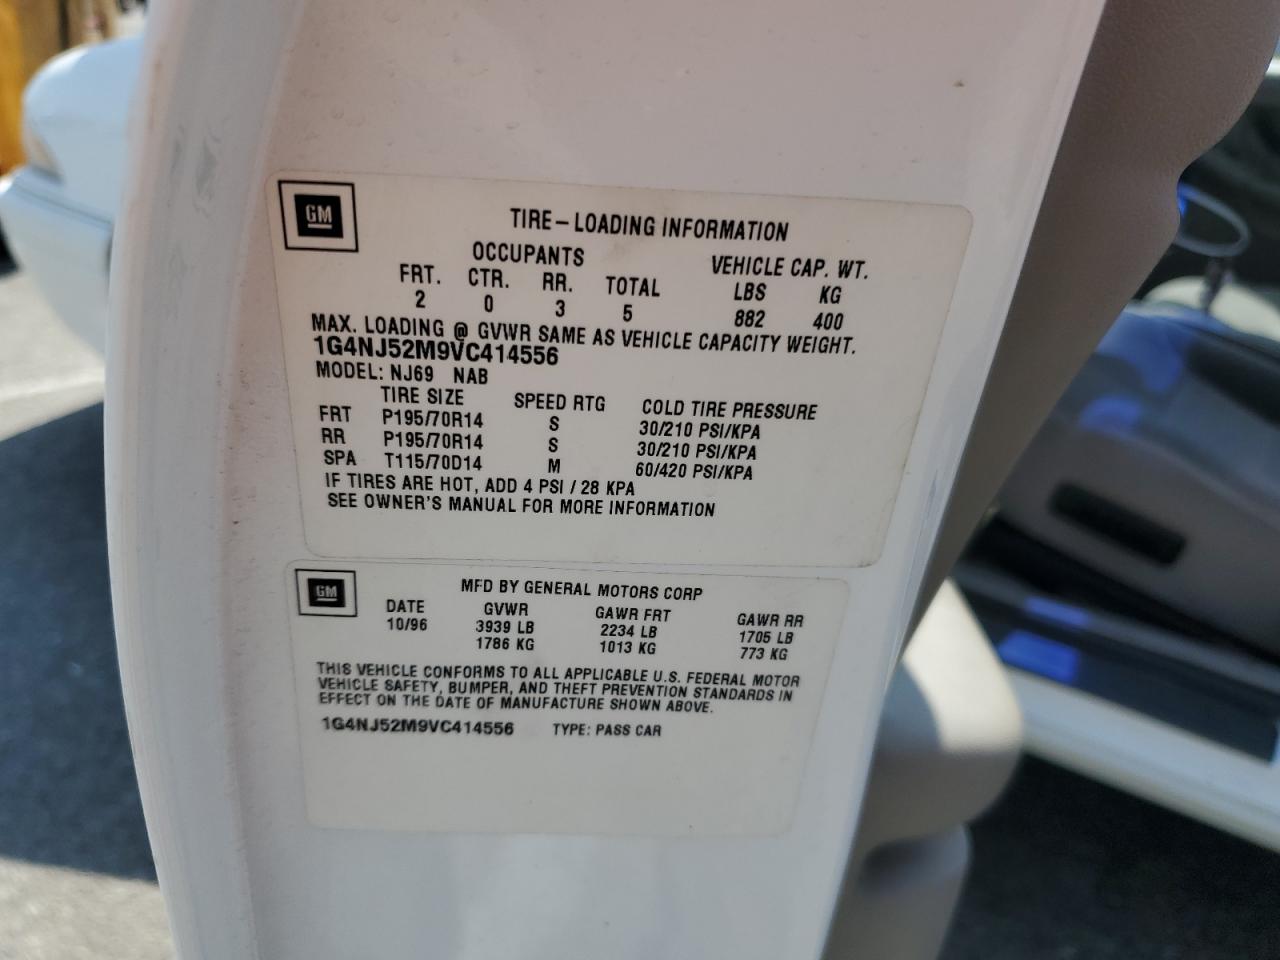 GM
TIRE-LOADING INFORMATION
OCCUPANTS VEHICLE CAP. WT.
FRT. CTR. RR. TOTAL LBS KG
2 0 3 5 882 400
MAX. LOADING @ GVWR SAME AS VEHICLE CAPACITY WEIGHT.
1G4NJ52M9VC414556
MODEL: NJ69 NAB
TIRE SIZE SPEED RTG COLD TIRE PRESSURE
FRT P195/70R14 S 30/210 PSI/KPA
RR P195/70R14 S 30/210 PSI/KPA
SPA T115/70D14 M 60/420 PSI/KPA
IF TIRES ARE HOT, ADD 4 PSI / 28 KPA
SEE OWNER'S MANUAL FOR MORE INFORMATION
GM
MFD BY GENERAL MOTORS CORP
DATE GVWR GAWR FRT GAWR RR
10/96 3939 LB 2234 LB 1705 LB
1786 KG 1013 KG 773 KG
THIS VEHICLE CONFORMS TO ALL APPLICABLE U.S. FEDERAL MOTOR
VEHICLE SAFETY, BUMPER, AND THEFT PREVENTION STANDARDS IN
EFFECT ON THE DATE OF MANUFACTURE SHOWN ABOVE.
1G4NJ52M9VC414556 TYPE: PASS CAR